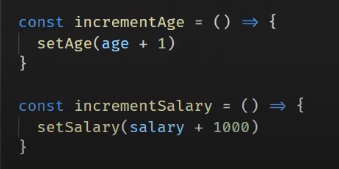 const incrementAge = () => {
  setAge(age + 1)
}
const incrementSalary = () => {
  setSalary(salary + 1000)
}